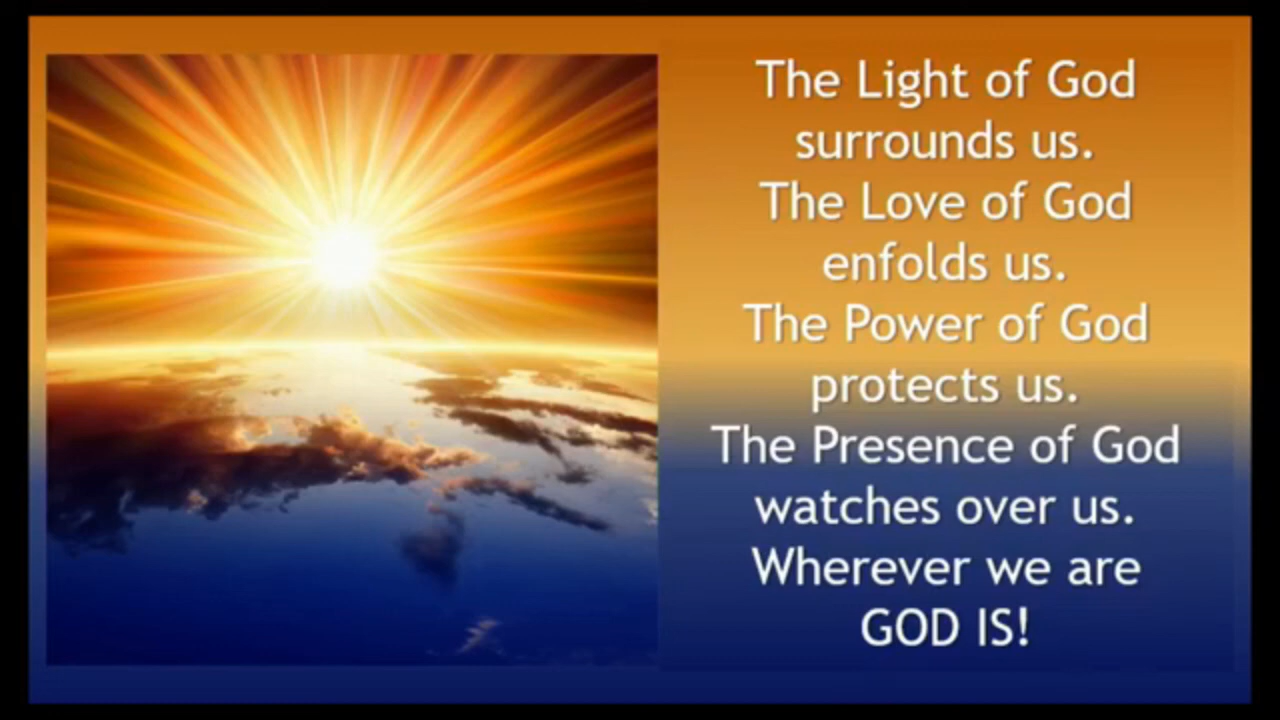 The Light of God
surrounds us.
The Love of God
enfolds us.
The Power of God
protects us.
The Presence of God
watches over us.
Wherever we are
GOD IS!